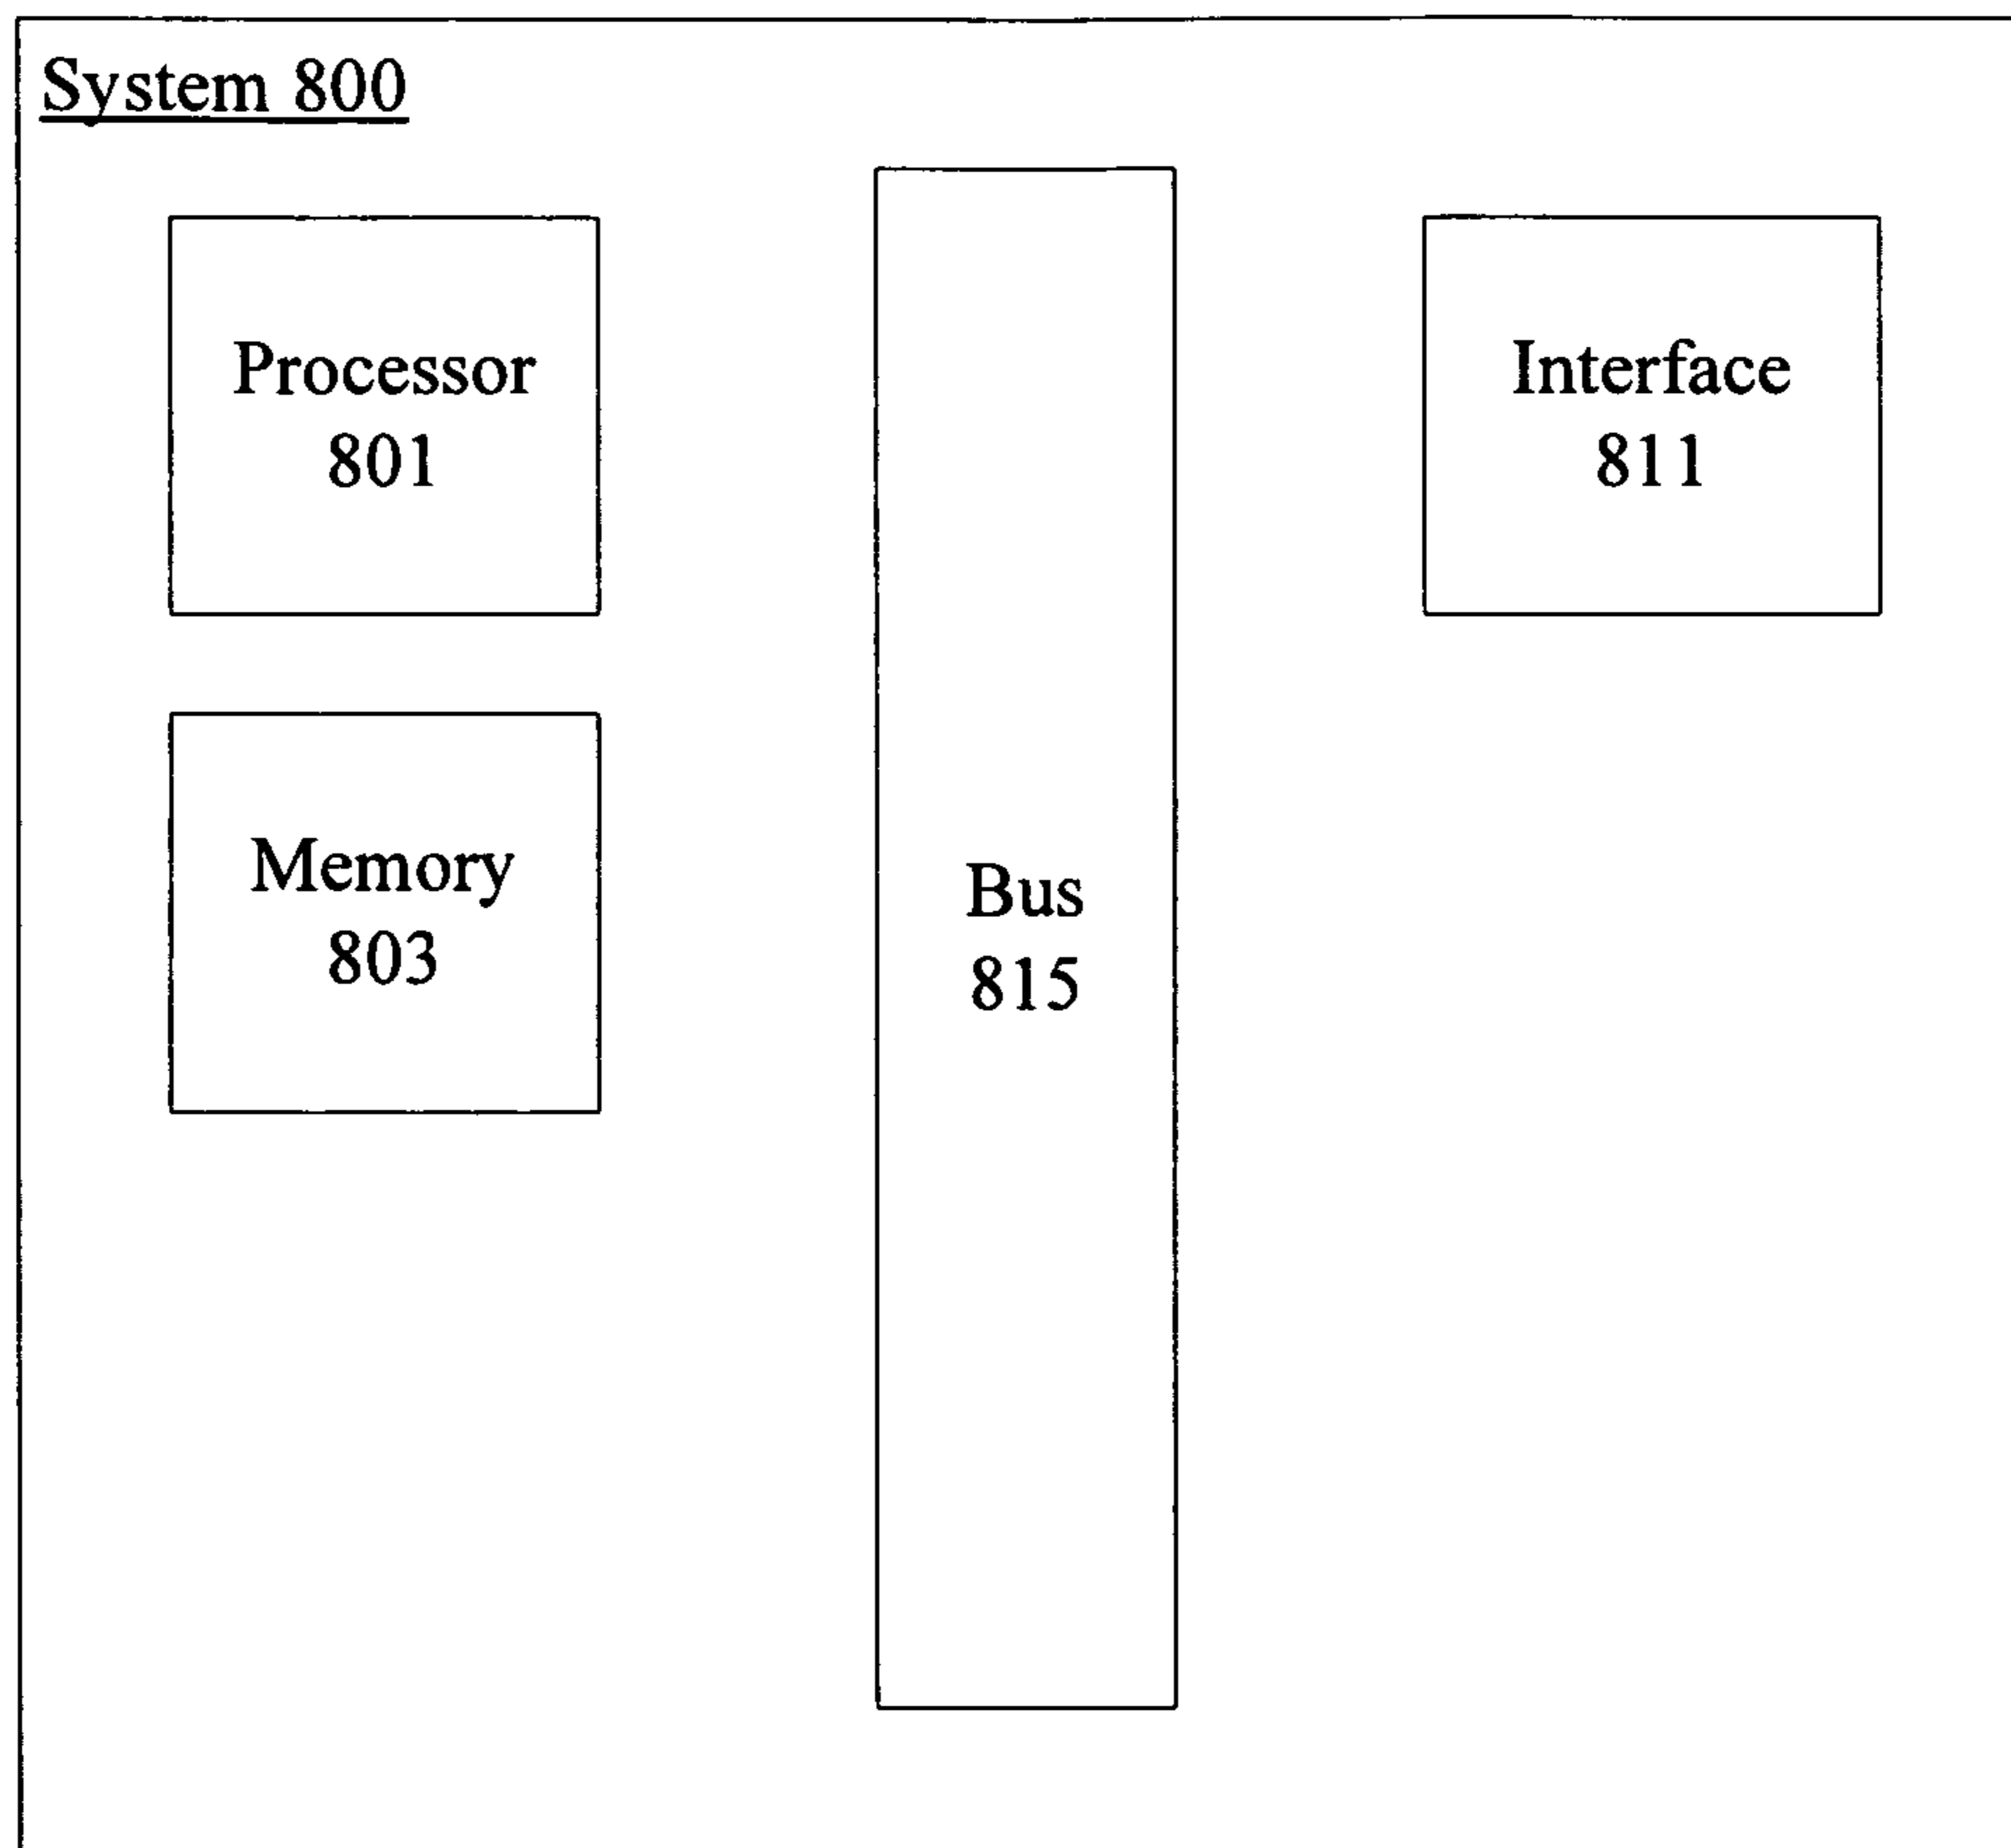 System 800
Processor
801
Interface
811
Memory
803
Bus
815